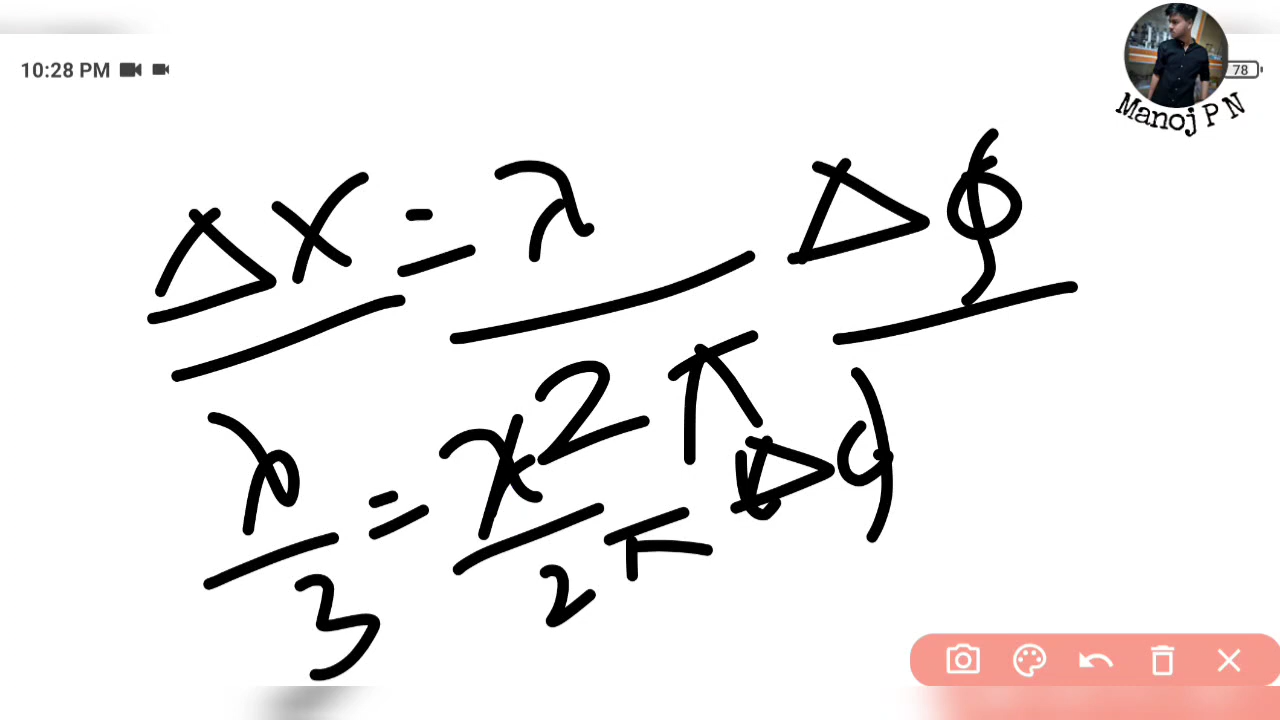 10:28 PM
78
Manoj P N
Δx = λ/2π Δφ
λ/3 = λ/2π Δφ